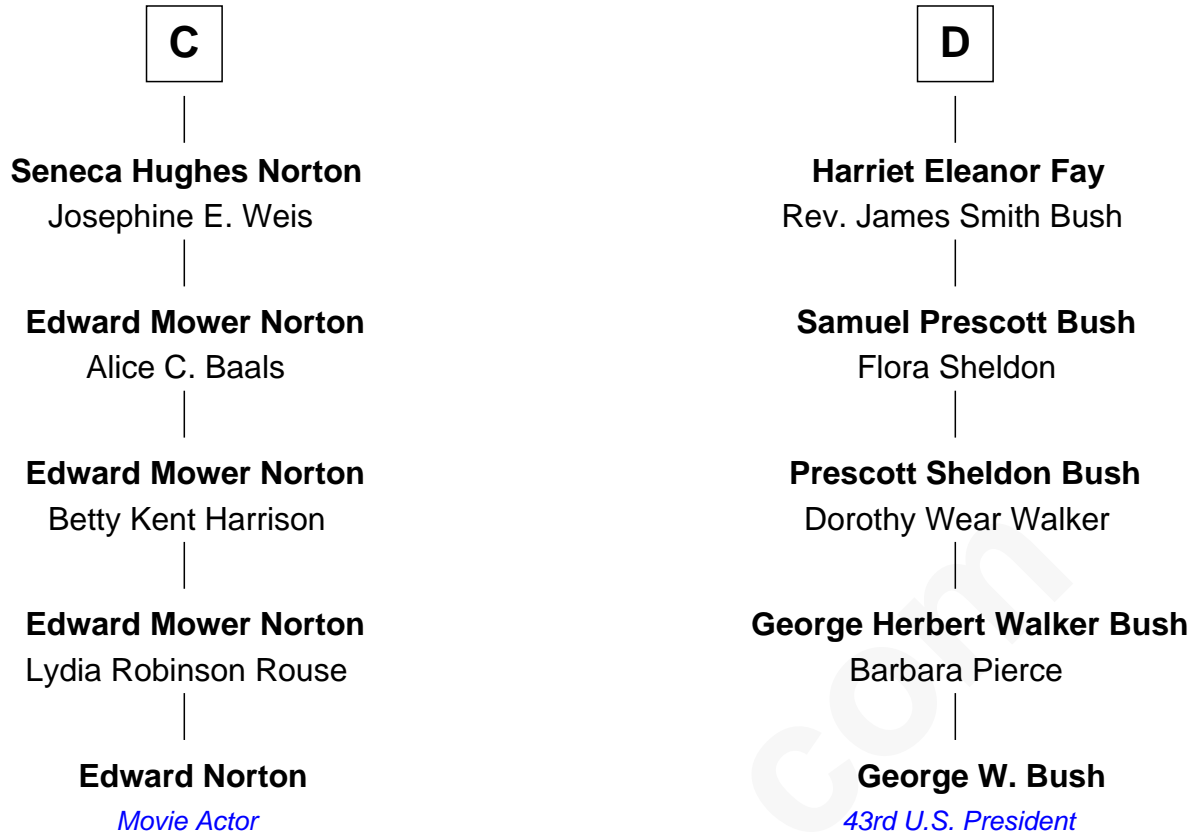 C
Seneca Hughes Norton
Josephine E. Weis
Edward Mower Norton
Alice C. Baals
Edward Mower Norton
Betty Kent Harrison
Edward Mower Norton
Lydia Robinson Rouse
Edward Norton
Movie Actor
D
Harriet Eleanor Fay
Rev. James Smith Bush
Samuel Prescott Bush
Flora Sheldon
Prescott Sheldon Bush
Dorothy Wear Walker
George Herbert Walker Bush
Barbara Pierce
George W. Bush
43rd U.S. President
com